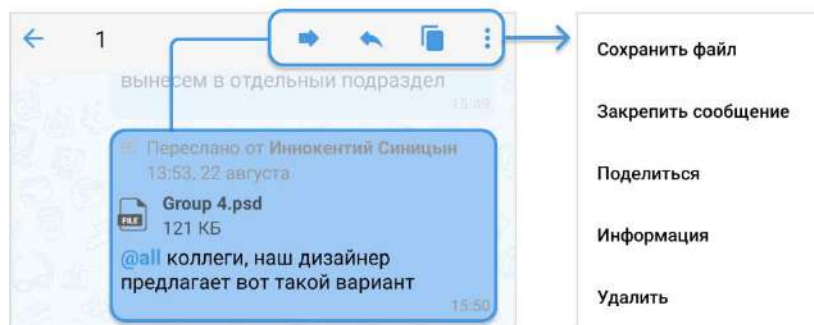 1
вынесем в отдельный подраздел
15:49
Переслано от Иннокентий Синицын
13:53, 22 августа
FILE
Group 4.psd
121 КБ
@all коллеги, наш дизайнер
предлагает вот такой вариант
15:50
Сохранить файл
Закрепить сообщение
Поделиться
Информация
Удалить